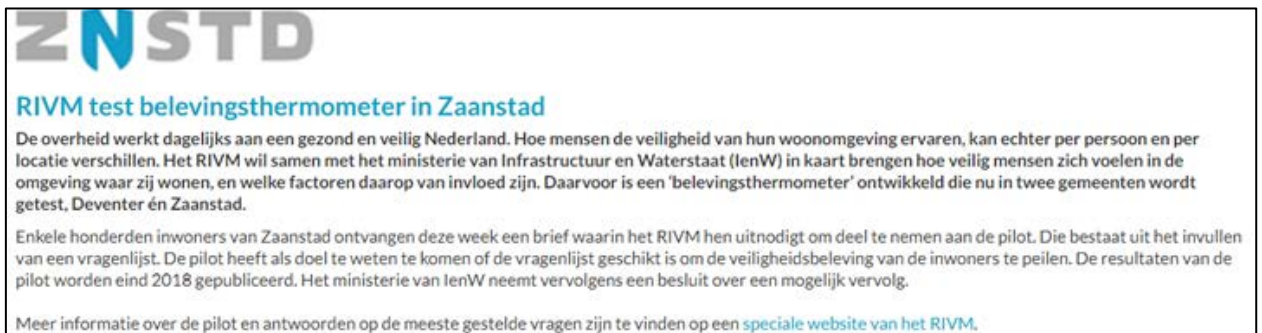 ZNSTD
RIVM test belevingsthermometer in Zaanstad
De overheid werkt dagelijks aan een gezond en veilig Nederland. Hoe mensen de veiligheid van hun woonomgeving ervaren, kan echter per persoon en per
locatie verschillen. Het RIVM wil samen met het ministerie van Infrastructuur en Waterstaat (IenW) in kaart brengen hoe veilig mensen zich voelen in de
omgeving waar zij wonen, en welke factoren daarop van invloed zijn. Daarvoor is een 'belevingsthermometer' ontwikkeld die nu in twee gemeenten wordt
getest, Deventer én Zaanstad.
Enkele honderden inwoners van Zaanstad ontvangen deze week een brief waarin het RIVM hen uitnodigt om deel te nemen aan de pilot. Die bestaat uit het invullen
van een vragenlijst. De pilot heeft als doel te weten te komen of de vragenlijst geschikt is om de veiligheidsbeleving van de inwoners te peilen. De resultaten van de
pilot worden eind 2018 gepubliceerd. Het ministerie van IenW neemt vervolgens een besluit over een mogelijk vervolg.
Meer informatie over de pilot en antwoorden op de meeste gestelde vragen zijn te vinden op een speciale website van het RIVM.